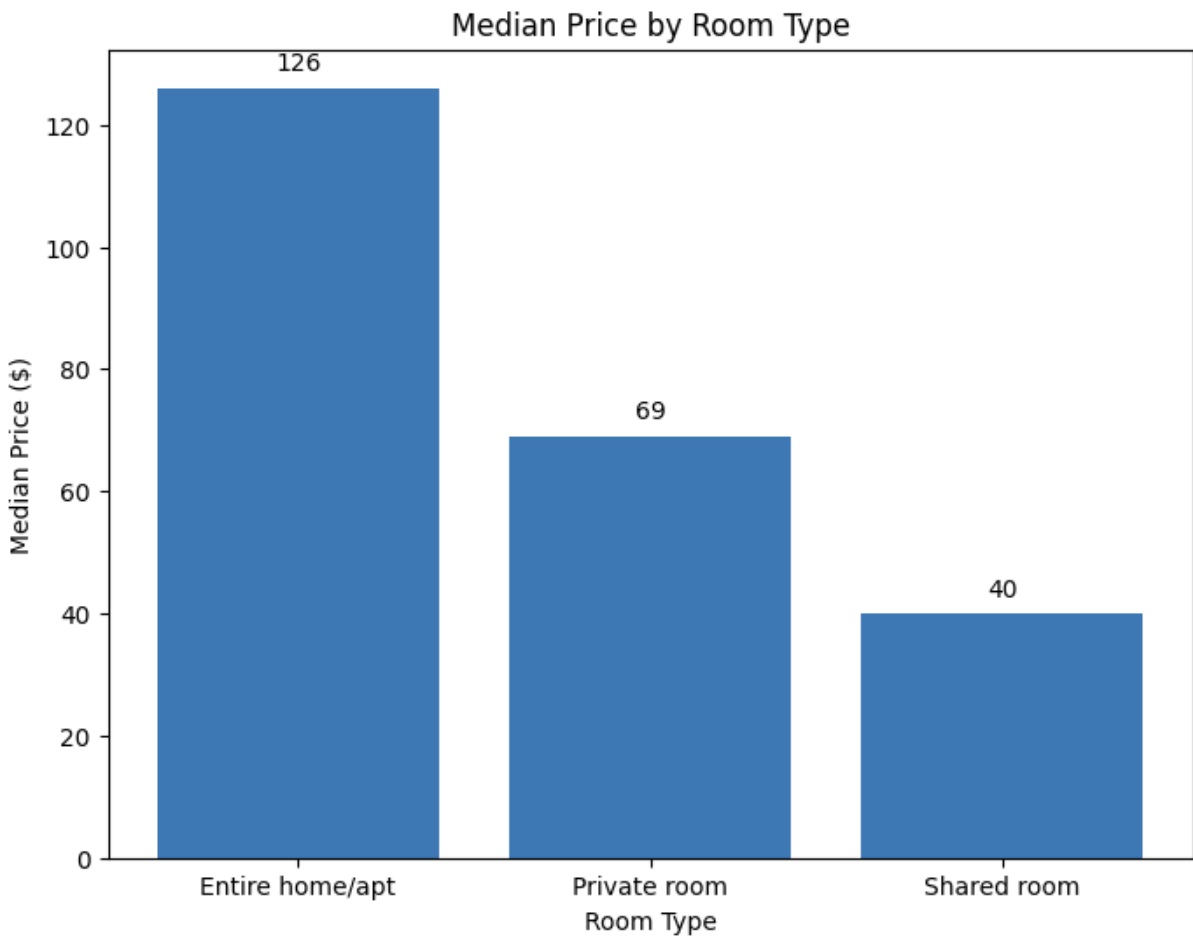 Median Price by Room Type
126
120
100
80
69
60
40
40
20
0
Median Price ($)
Entire home/apt
Private room
Shared room
Room Type